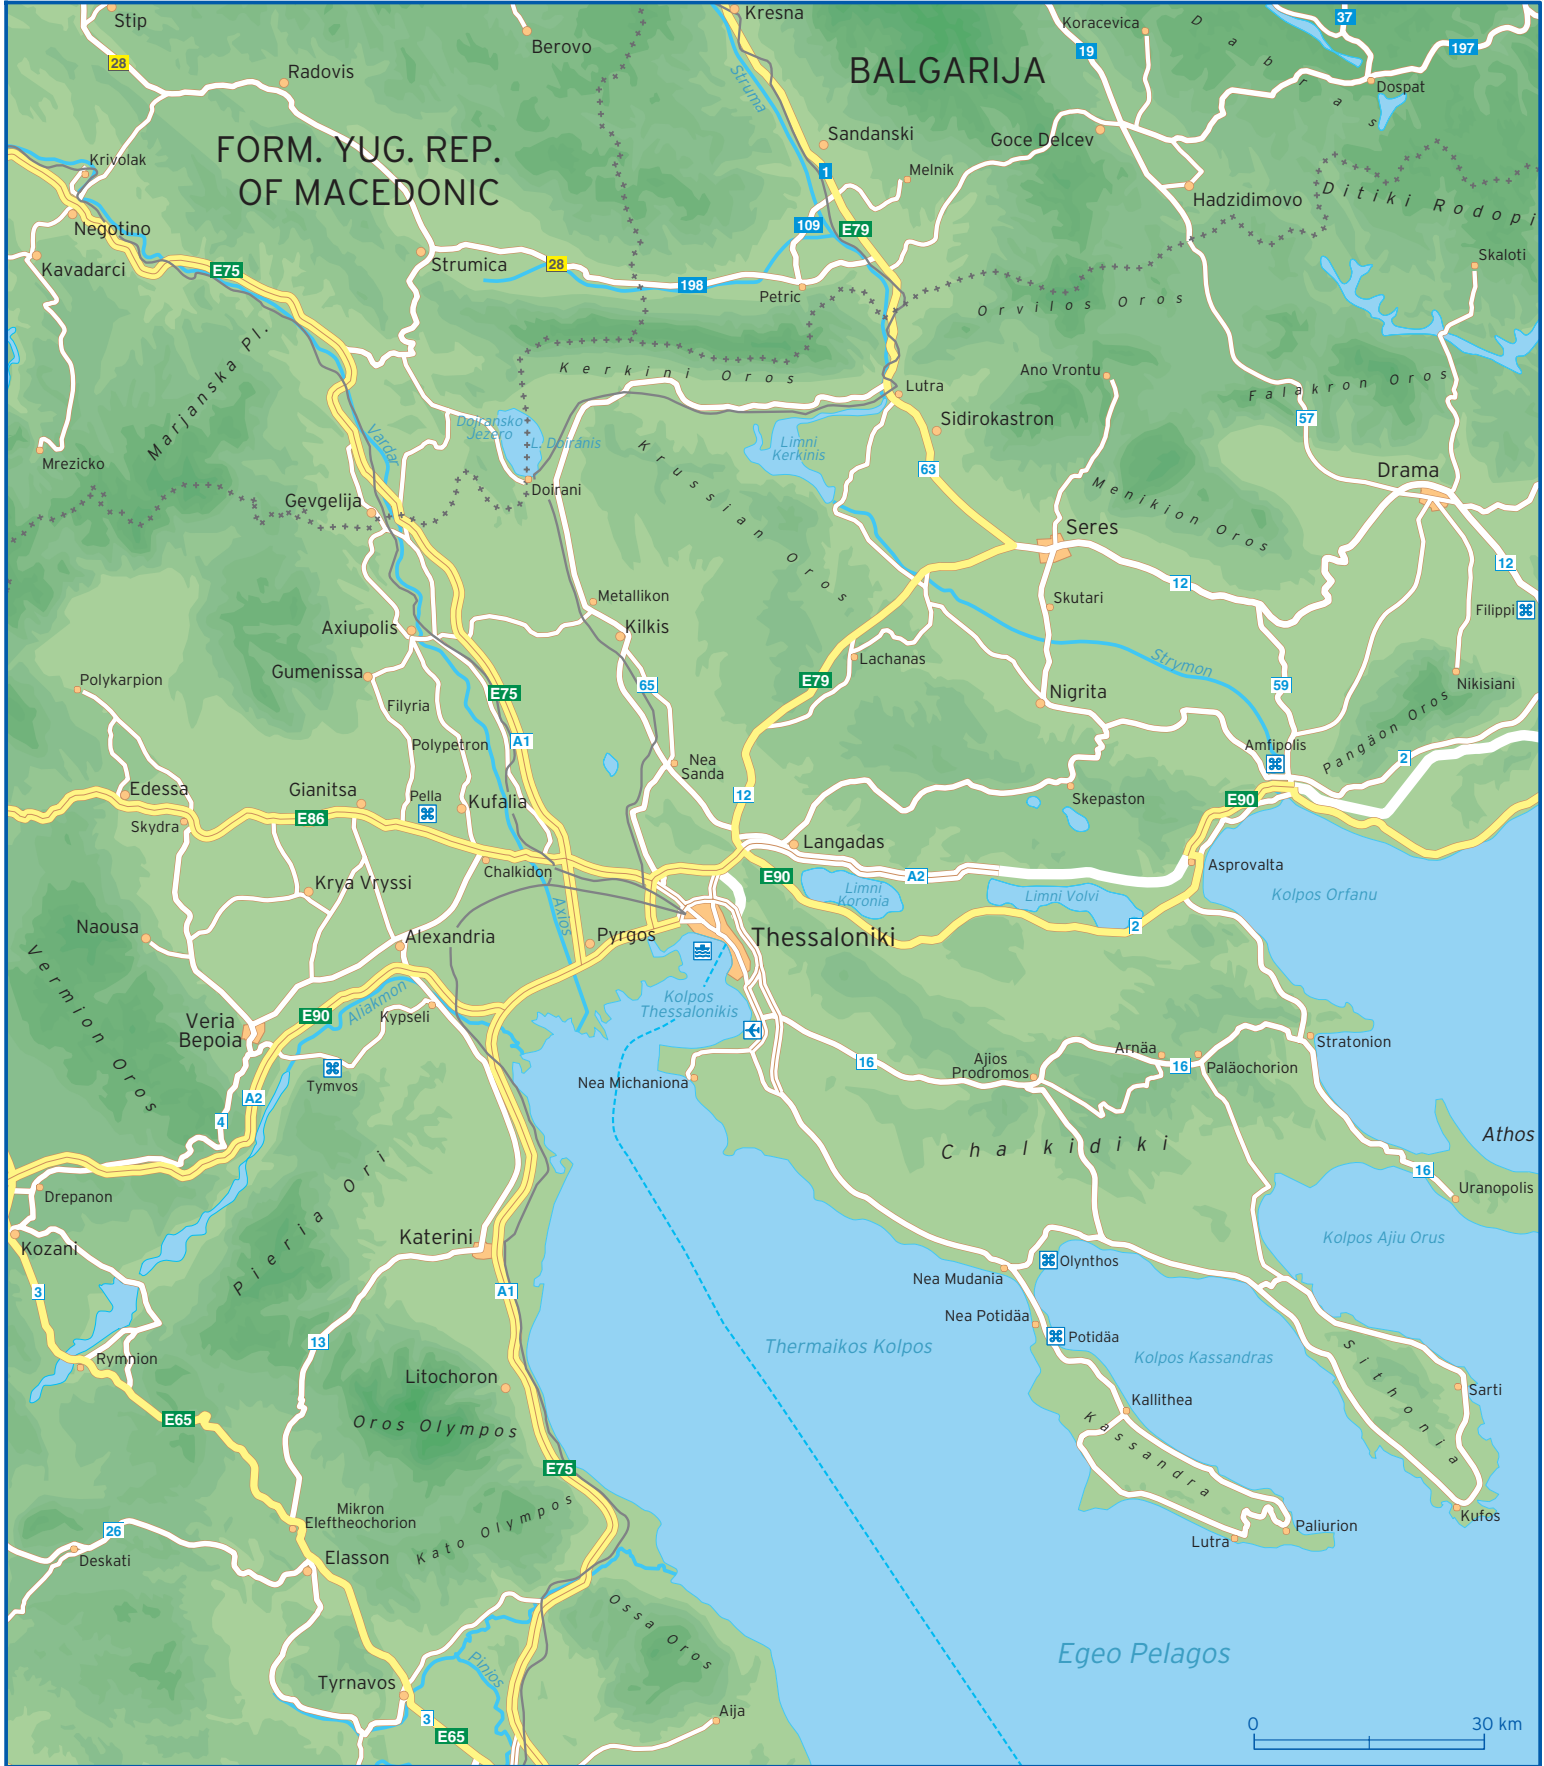 Stip
Kresna
Koracevica
37
Berovo
19
197
28
BALGARIJA
Dabras
Radovis
Struma
Dospat
FORM. YUG. REP.
OF MACEDONIC
Sandanski
Goce Delcev
Krivolak
Melnik
1
Hadzidimovo
Ditiki Rodopi
Negotino
109
E79
Kavadarci
E75
Strumica
28
198
Petric
Skaloti
Orvilos Oros
Marjanska Pl.
Kerkini Oros
Lutra
Ano Vrontu
Falakron Oros
57
Vardar
Dojransko
Jezero
L. Doiránis
Sidirokastron
Limni
Kerkinis
Mrezicko
63
Drama
Krussian Oros
Menikion Oros
Gevgelija
Doirani
Seres
12
12
Metallikon
Skutari
Filippi
Axiupolis
Kilkis
Lachanas
Strymon
Gumenissa
E79
Polykarpion
65
E75
59
Nikisiani
Nigrita
Filyria
Pangäon Oros
Polypetron
A1
Amfipolis
2
Nea
Sanda
Edessa
Gianitsa
Pella
Kufalia
12
Skepaston
E90
Skydra
E86
Langadas
Chalkidon
E90
A2
Asprovalta
Krya Vryssi
Limni
Koronia
Limni Volvi
Kolpos Orfanu
Axios
2
Naousa
Alexandria
Pyrgos
Thessaloniki
Vermion Oros
Aliakmon
Kolpos
Thessalonikis
Veria
Bepoia
E90
Kypseli
Stratonion
Tymvos
16
Ajios
Prodromos
Arnäa
16
Paläochorion
Nea Michaniona
A2
4
Athos
Chalkidiki
Pieria Ori
16
Drepanon
Uranopolis
Kozani
Katerini
Kolpos Ajiu Orus
Olynthos
Nea Mudania
3
A1
Nea Potidäa
Potidäa
13
Thermaikos Kolpos
Kolpos Kassandras
Rymnion
Sithonia
Litochoron
Sarti
Kallithea
E65
Oros Olympos
Kassandra
E75
Mikron
Eleftheochorion
Kato Olympos
Kufos
26
Paliurion
Lutra
Deskati
Elasson
Ossa Oros
Egeo Pelagos
Pinios
Tyrnavos
Aija
3
E65
0
30 km